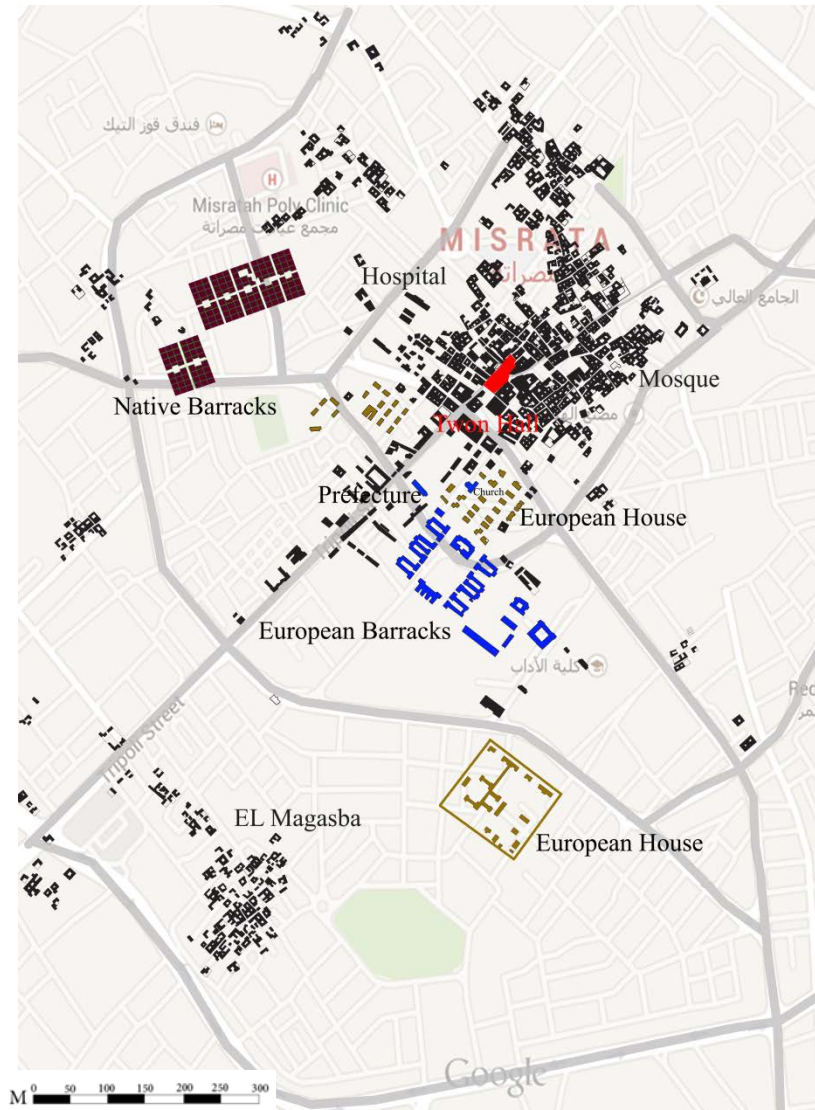 فندق قوز التيك
H
Misratah Poly Clinic
مجمع عيادات مصراتة
MISRATA
مصراتة
Hospital
الجامع العالي
Mosque
Native Barracks
Twon Hall
Prefecture
Church
European House
European Barracks
كلية الآداب
Tripoli Street
EL Magasba
European House
Google
M 0 50 100 150 200 300